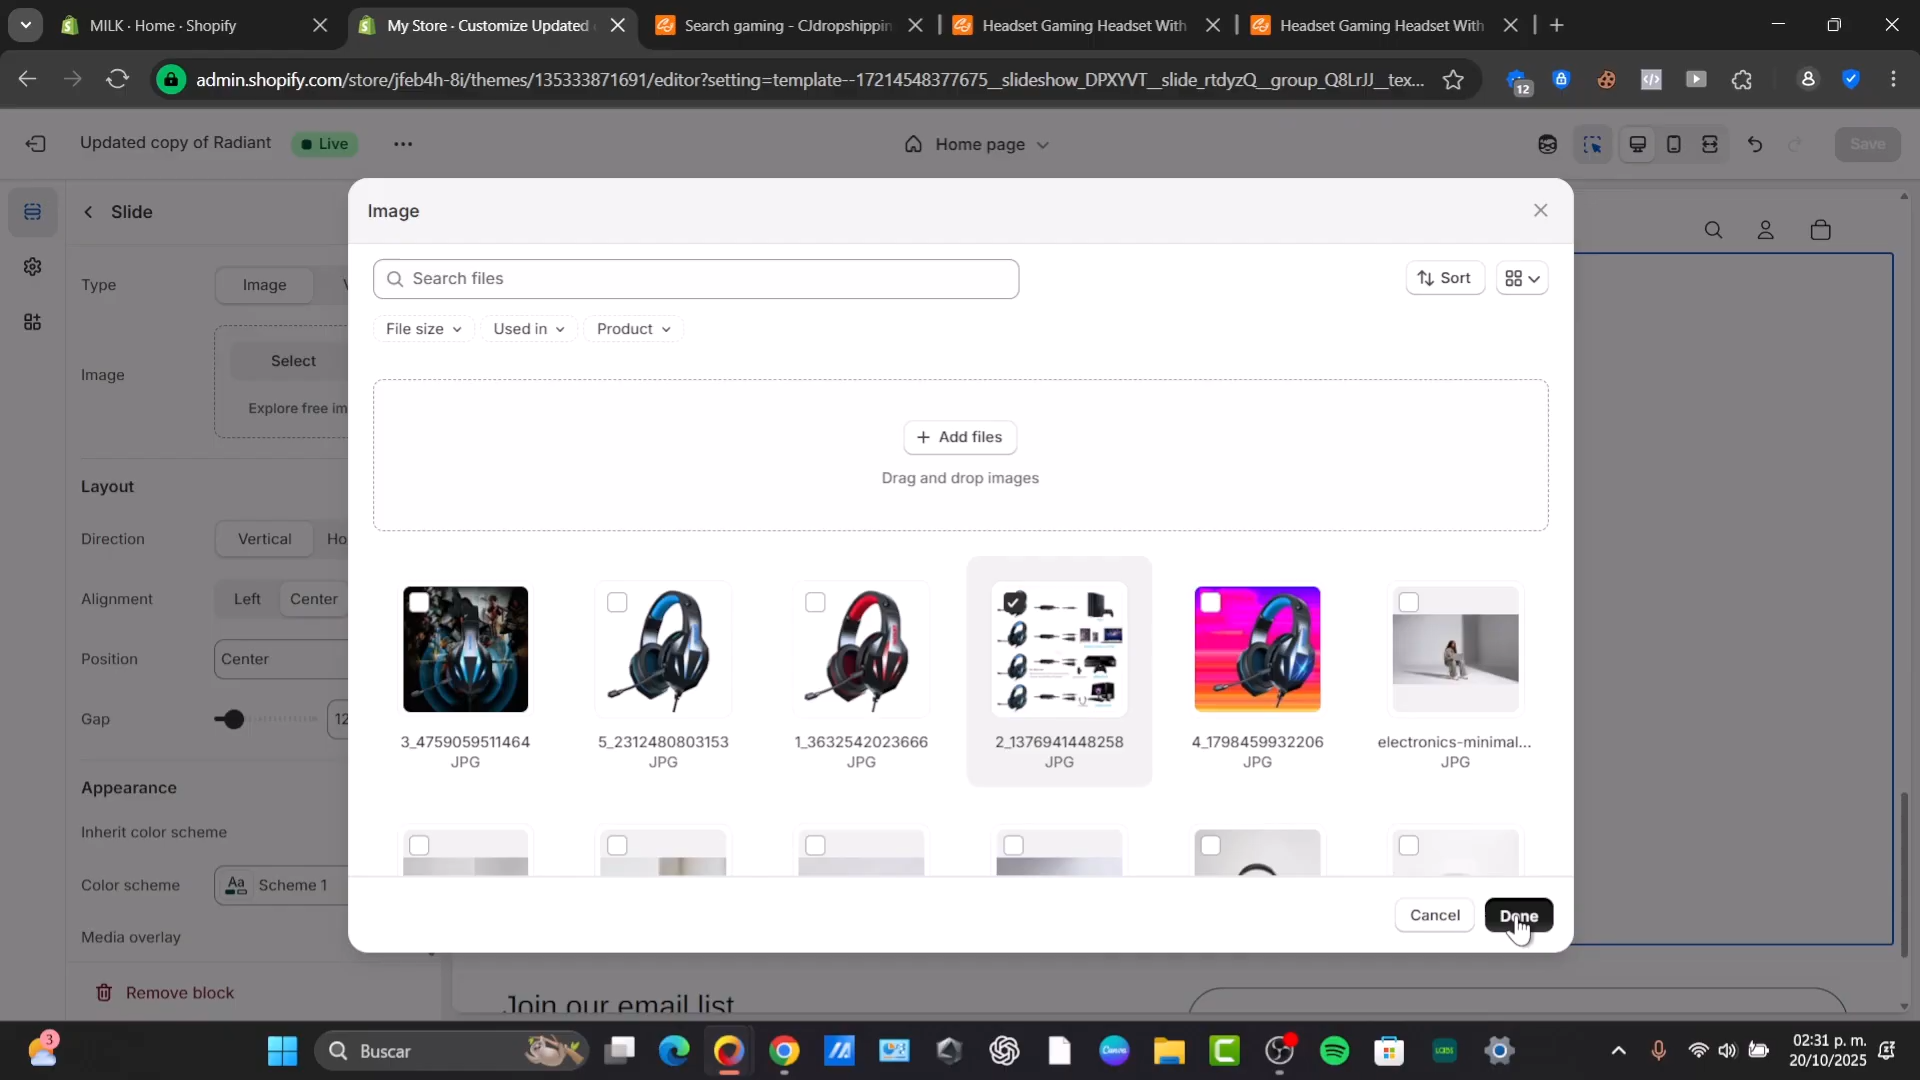 MILK · Home · Shopify
My Store · Customize Updated
Search gaming - CJdropshippin
Headset Gaming Headset With
Headset Gaming Headset With
admin.shopify.com/store/jfeb4h-8i/themes/135333871691/editor?setting=template--17214548377675__slideshow_DPXYVT__slide_rtdyzQ__group_Q8LrJJ__tex...
12
Updated copy of Radiant
Live
Home page
Save
Slide
Type
Image
Image
Select
Explore free im
Layout
Direction
Vertical
Ho
Alignment
Left
Center
Position
Center
Gap
12
Appearance
Inherit color scheme
Color scheme
Aa
Scheme 1
Media overlay
Remove block
Image
Search files
Sort
File size
Used in
Product
+ Add files
Drag and drop images
3_4759059511464
JPG
5_2312480803153
JPG
1_3632542023666
JPG
2_1376941448258
JPG
4_1798459932206
JPG
electronics-minimal...
JPG
Cancel
Done
Join our email list
3
Buscar
Canva
02:31 p. m.
20/10/2025